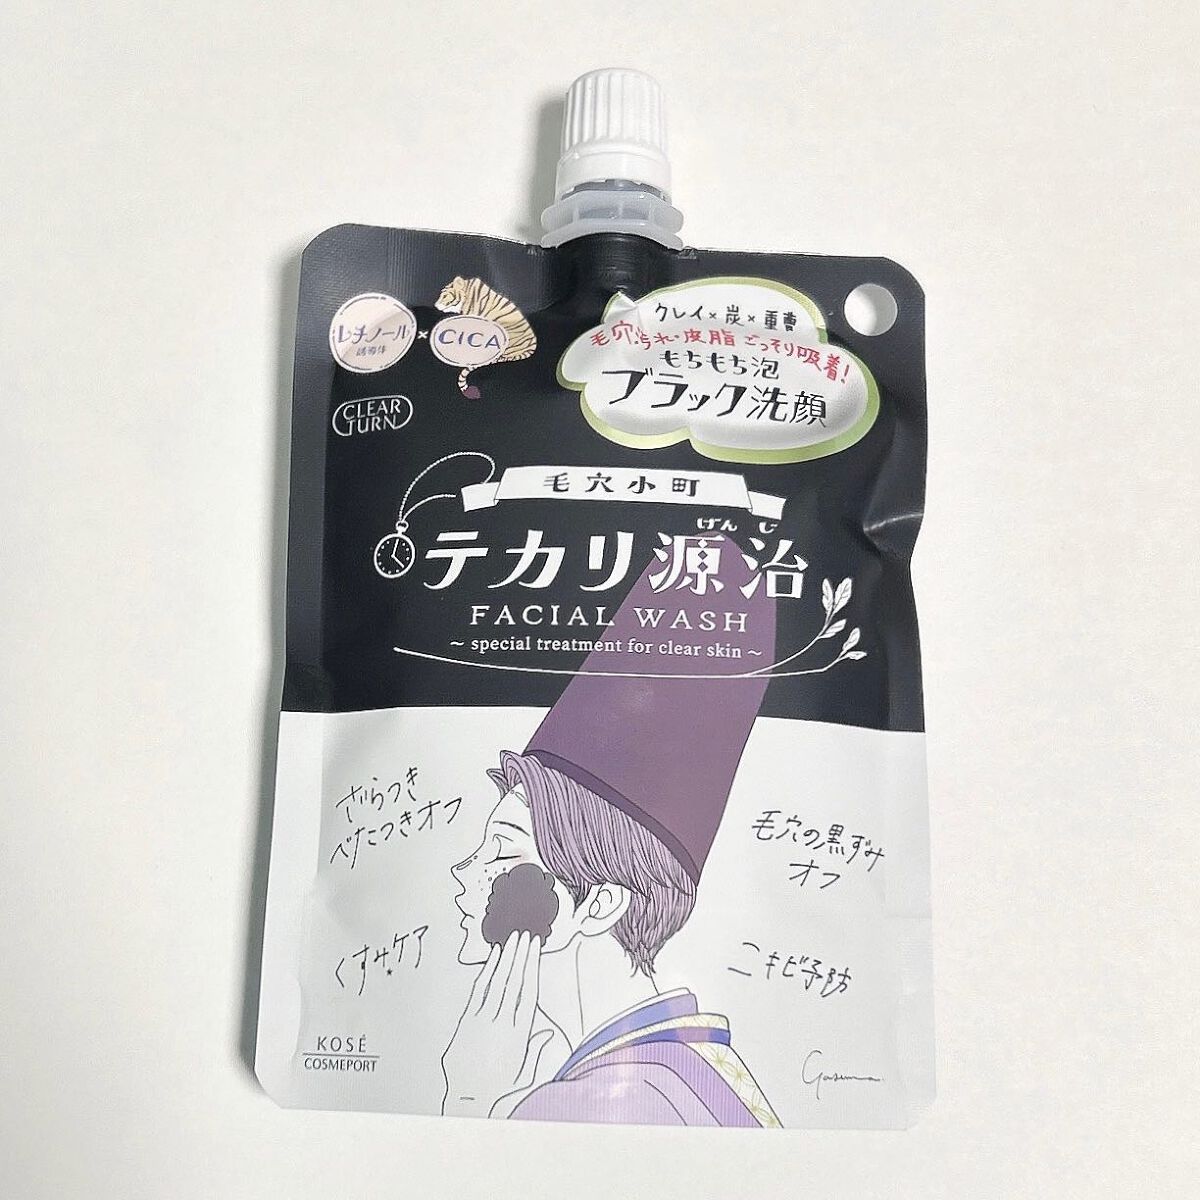 レチノール
誘導体
×
CICA
クレイ×炭×重曹
毛穴汚れ・皮脂ごっそり吸着!
もちもち泡
ブラック洗顔
CLEAR
TURN
毛穴小町
げんじ
テカリ源治
FACIAL WASH
~ special treatment for clear skin ~
ざらつき
べたつきオフ
毛穴の黒ずみ
オフ
くすみ*ケア
ニキビ予防
KOSÉ
COSMEPORT